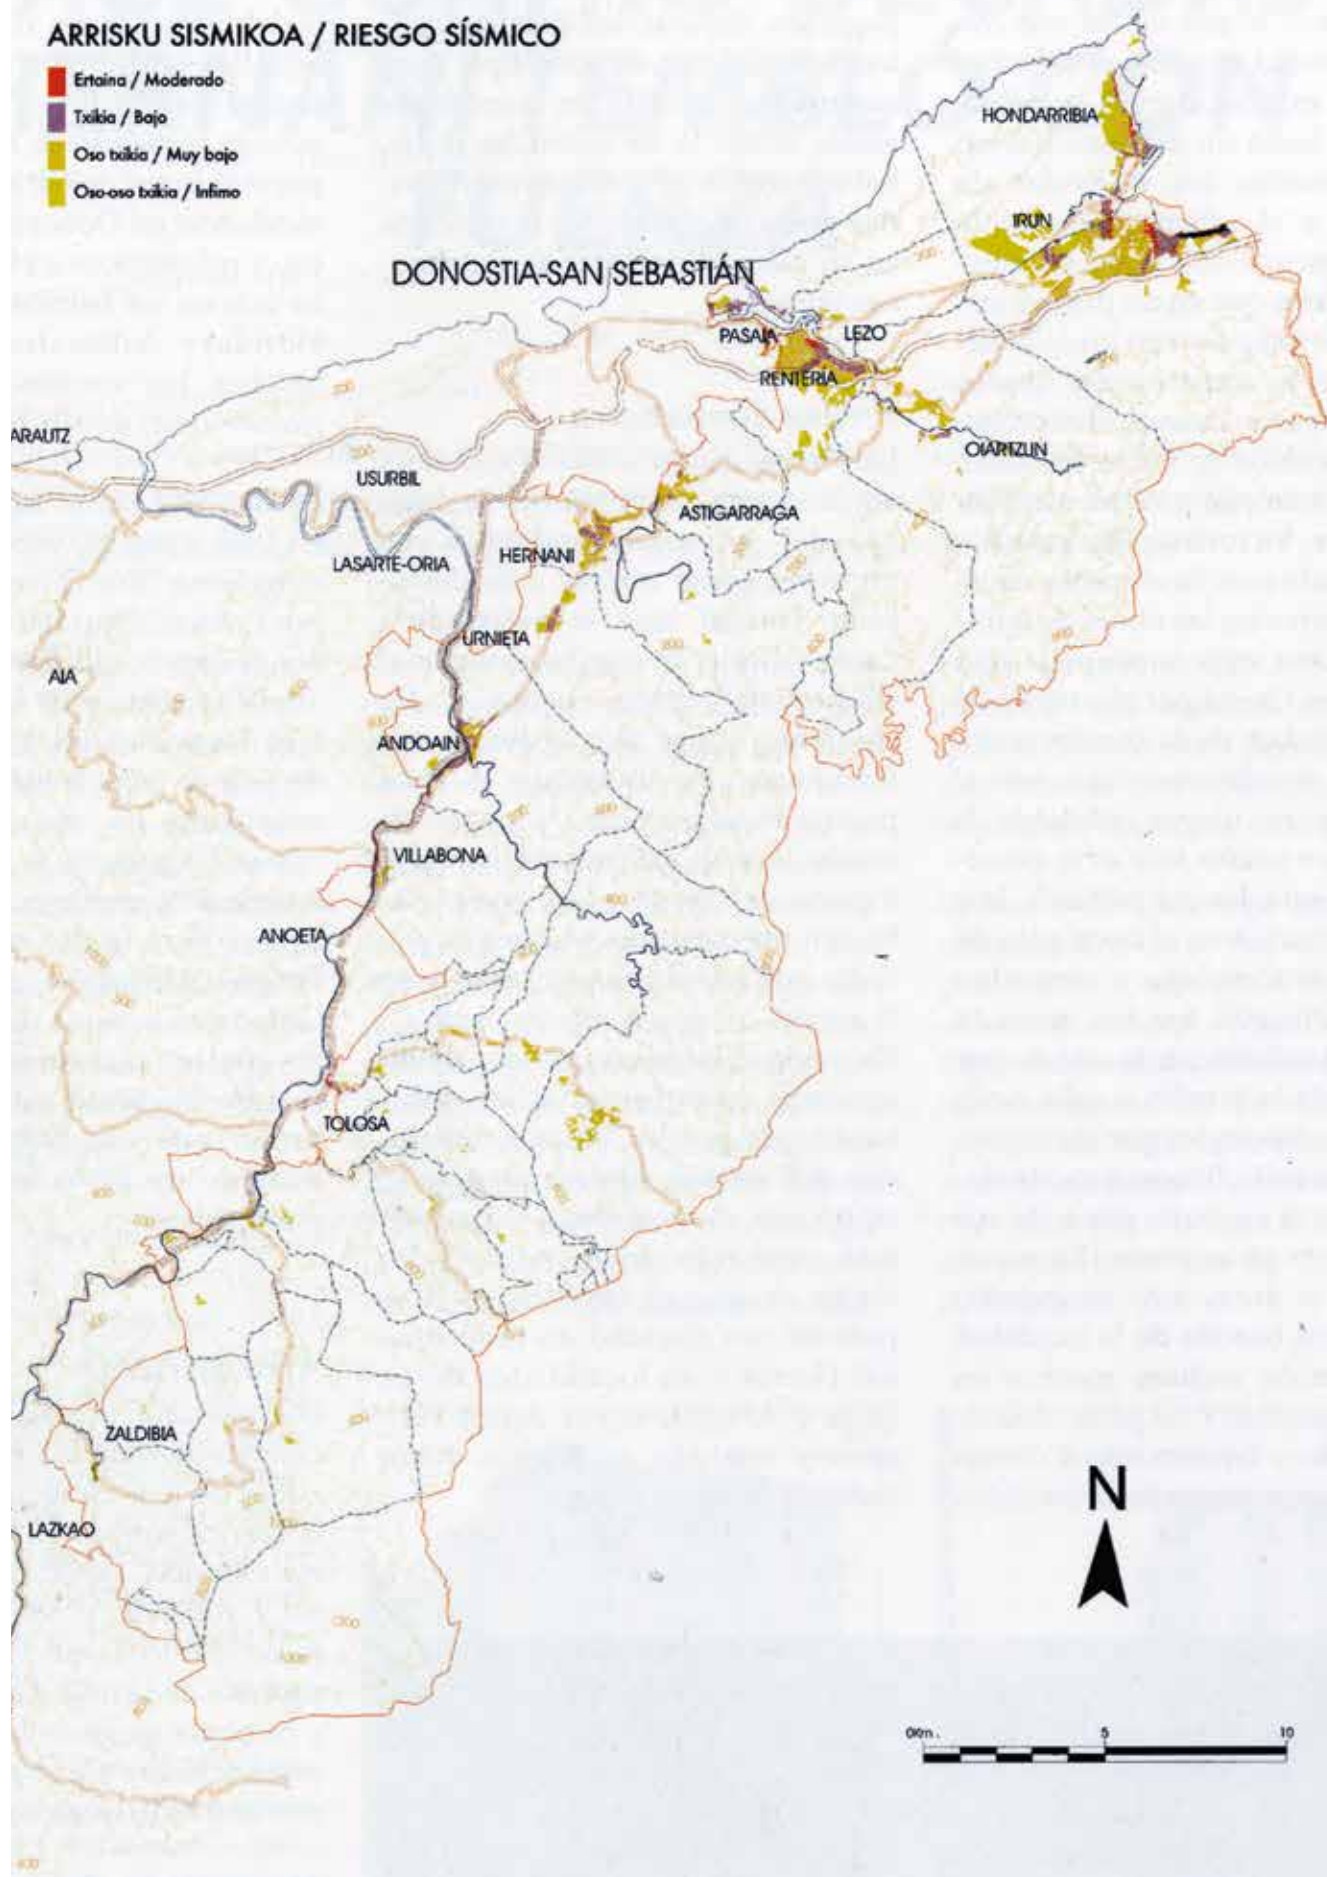 ARRISKU SISMIKOA / RIESGO SÍSMICO
Ertaina / Moderado
Txikia / Bajo
Oso txikia / Muy bajo
Oso-oso txikia / Infimo
HONDARRIBIA
IRUN
DONOSTIA-SAN SEBASTIÁN
PASAIA
LEZO
RENTERIA
ARAUTZ
OIARTZUN
USURBIL
ASTIGARRAGA
HERNANI
LASARTE-ORIA
URNIETA
AIA
ANDOAIN
VILLABONA
ANOETA
TOLOSA
ZALDIBIA
LAZKAO
N
0Km.
5
10